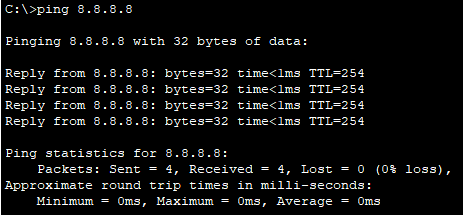 C:\>ping 8.8.8.8
Pinging 8.8.8.8 with 32 bytes of data:
Reply from 8.8.8.8: bytes=32 time<1ms TTL=254
Reply from 8.8.8.8: bytes=32 time<1ms TTL=254
Reply from 8.8.8.8: bytes=32 time<1ms TTL=254
Reply from 8.8.8.8: bytes=32 time<1ms TTL=254
Ping statistics for 8.8.8.8:
Packets: Sent = 4, Received = 4, Lost = 0 (0% loss),
Approximate round trip times in milli-seconds:
Minimum = 0ms, Maximum = 0ms, Average = 0ms